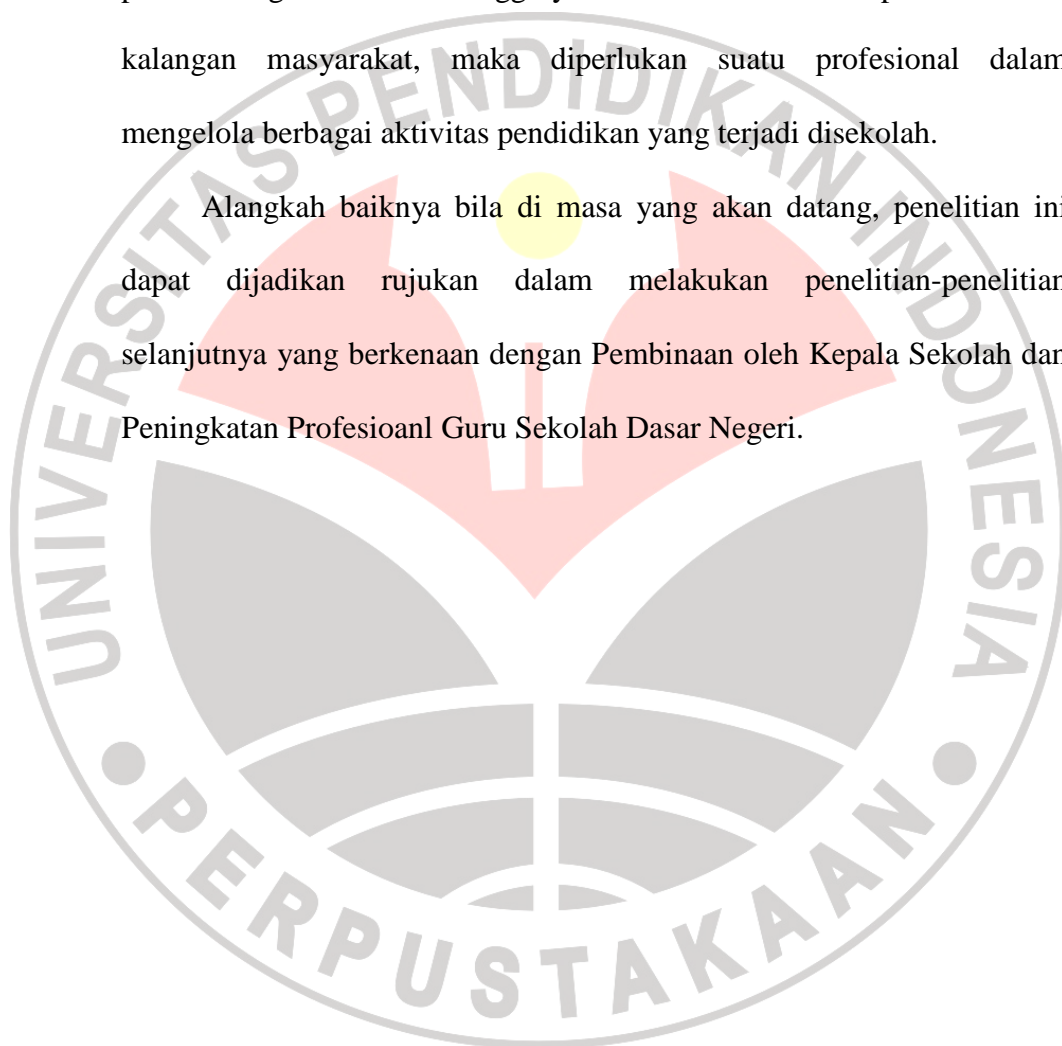 kalangan masyarakat, maka diperlukan suatu profesional dalam
mengelola berbagai aktivitas pendidikan yang terjadi disekolah.
Alangkah baiknya bila di masa yang akan datang, penelitian ini
dapat dijadikan rujukan dalam melakukan penelitian-penelitian
selanjutnya yang berkenaan dengan Pembinaan oleh Kepala Sekolah dan
Peningkatan Profesioanl Guru Sekolah Dasar Negeri.
UNIVERSITAS PENDIDIKAN INDONESIA
PERPUSTAKAAN